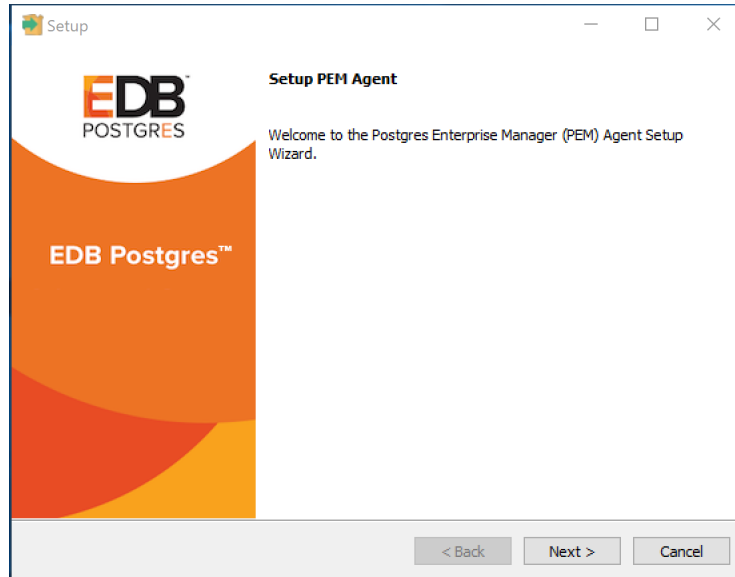 Setup
EDB
POSTGRES
EDB Postgres™
Setup PEM Agent
Welcome to the Postgres Enterprise Manager (PEM) Agent Setup
Wizard.
< Back
Next >
Cancel